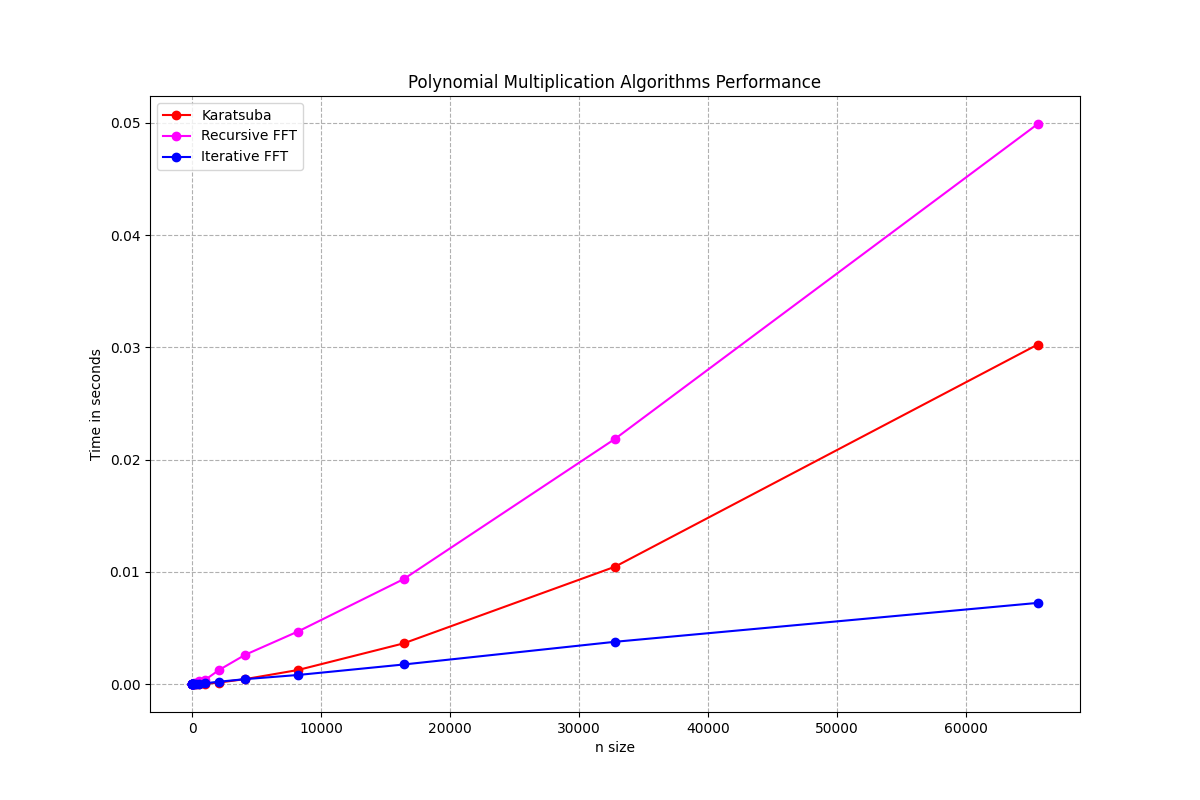 Polynomial Multiplication Algorithms Performance
Karatsuba
Recursive FFT
Iterative FFT
0.05
0.04
0.03
0.02
0.01
0.00
Time in seconds
0 10000 20000 30000 40000 50000 60000
n size